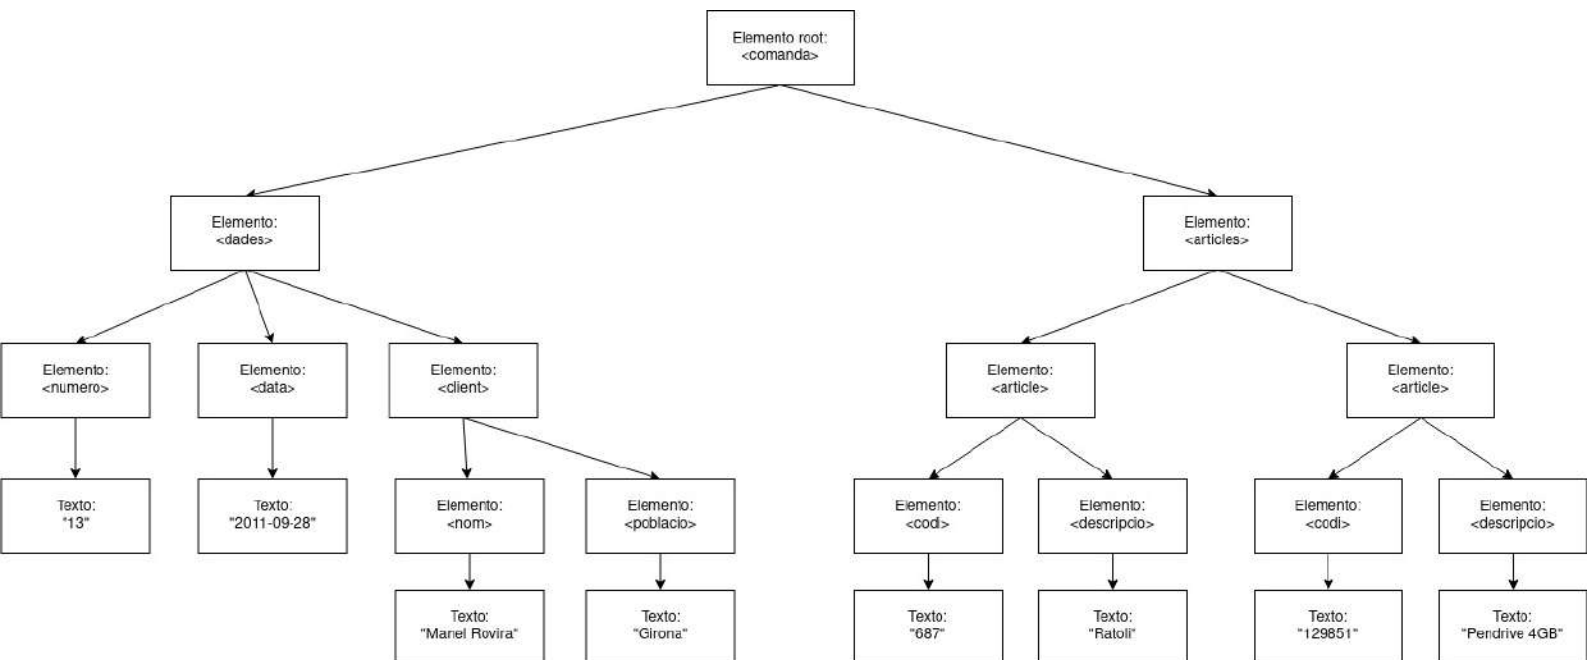 Elemento root:
<comanda>
Elemento:
<dades>
Elemento:
<articles>
Elemento:
<numero>
Elemento:
<data>
Elemento:
<client>
Elemento:
<article>
Elemento:
<article>
Texto:
"13"
Texto:
"2011-09-28"
Elemento:
<nom>
Elemento:
<poblacio>
Elemento:
<codi>
Elemento:
<descripcio>
Elemento:
<codi>
Elemento:
<descripcio>
Texto:
"Manel Rovira"
Texto:
"Girona"
Texto:
"687"
Texto:
"Ratoli"
Texto:
"129851"
Texto:
"Pendrive 4GB"